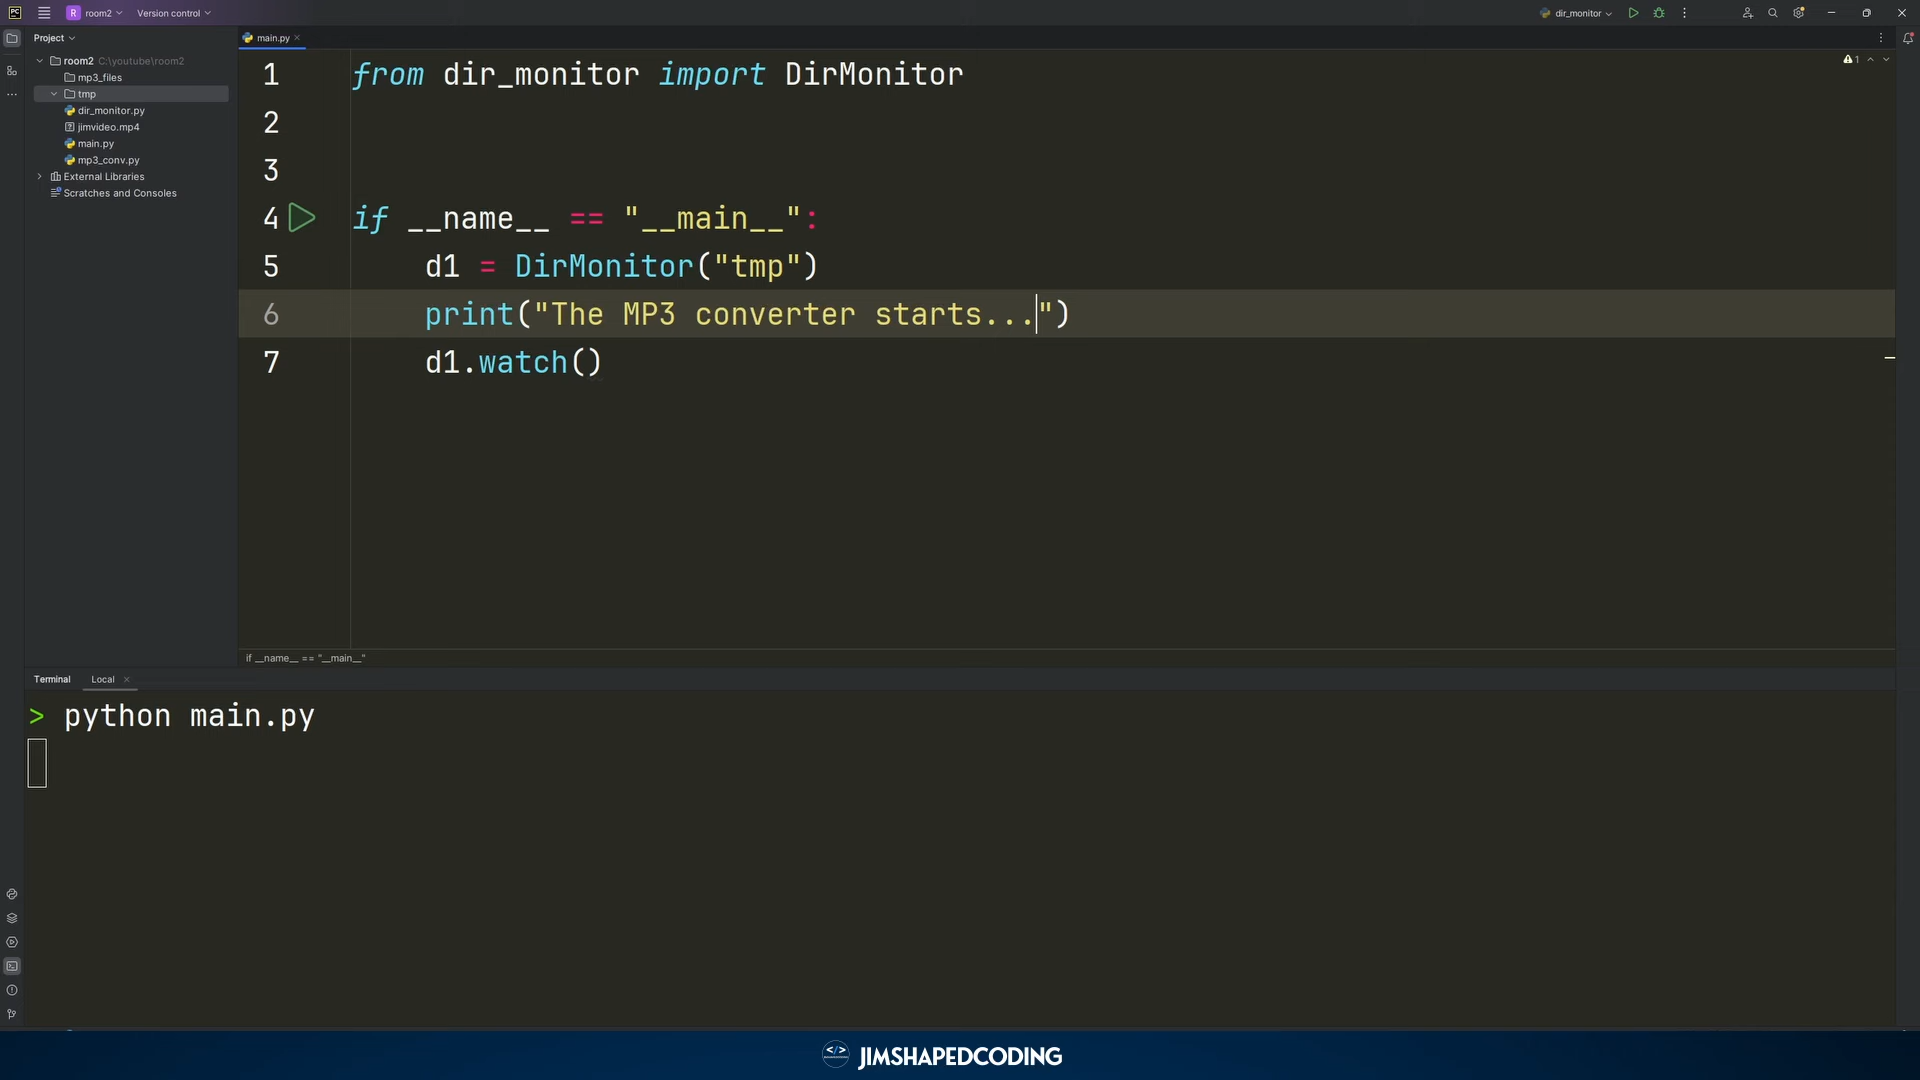 PC R room2 Version control dir_monitor
Project
main.py
room2 C:\youtube\room2
mp3_files
tmp
dir_monitor.py
jimvideo.mp4
main.py
mp3_conv.py
External Libraries
Scratches and Consoles
1 from dir_monitor import DirMonitor
2
3
4 if __name__ == "__main__":
5 d1 = DirMonitor("tmp")
6 print("The MP3 converter starts...")
7 d1.watch()
1
if __name__ == "__main__"
Terminal Local
> python main.py
</> JIMSHAPEDCODING